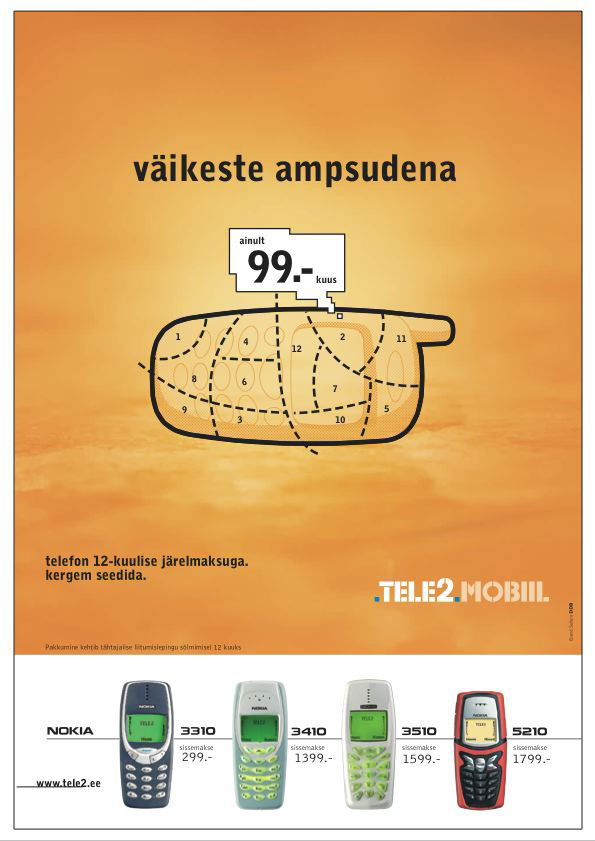 väikeste ampsudena
ainult
99.- kuus
1
4
12
2
11
8
6
7
9
3
10
5
telefon 12-kuulise järelmaksuga.
kergem seedida.
.TELE2.MOBIIL.
Pakkumine kehtib tähtajalise liitumislepingu sõlmimisel 12 kuuks
NOKIA
3310
sissemakse
299.-
3410
sissemakse
1399.-
3510
sissemakse
1599.-
5210
sissemakse
1799.-
www.tele2.ee